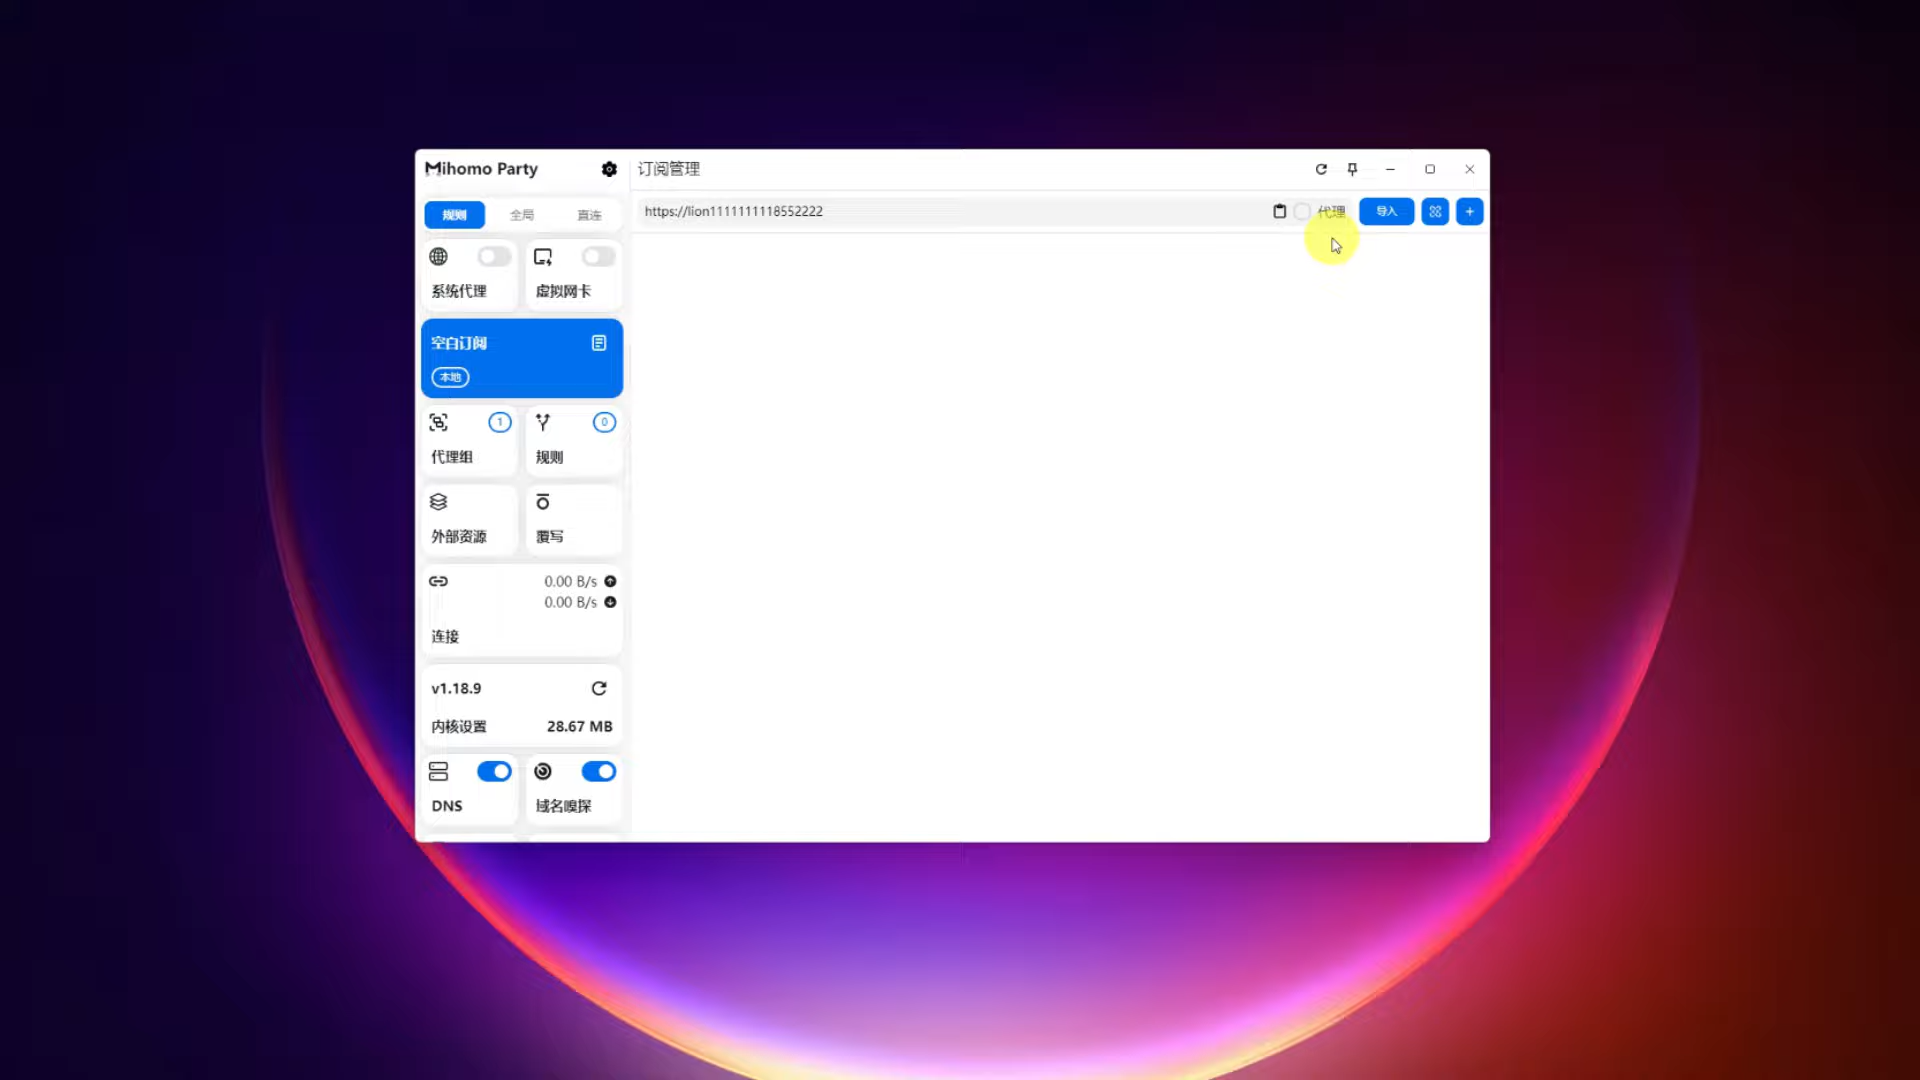 Mihomo Party
订阅管理
规则 全局 直连
https://lion1111111118552222
代理 导入
系统代理 虚拟网卡
空白订阅
本地
1 0
代理组 规则
外部资源 覆写
0.00 B/s
0.00 B/s
连接
v1.18.9
内核设置 28.67 MB
DNS 域名嗅探